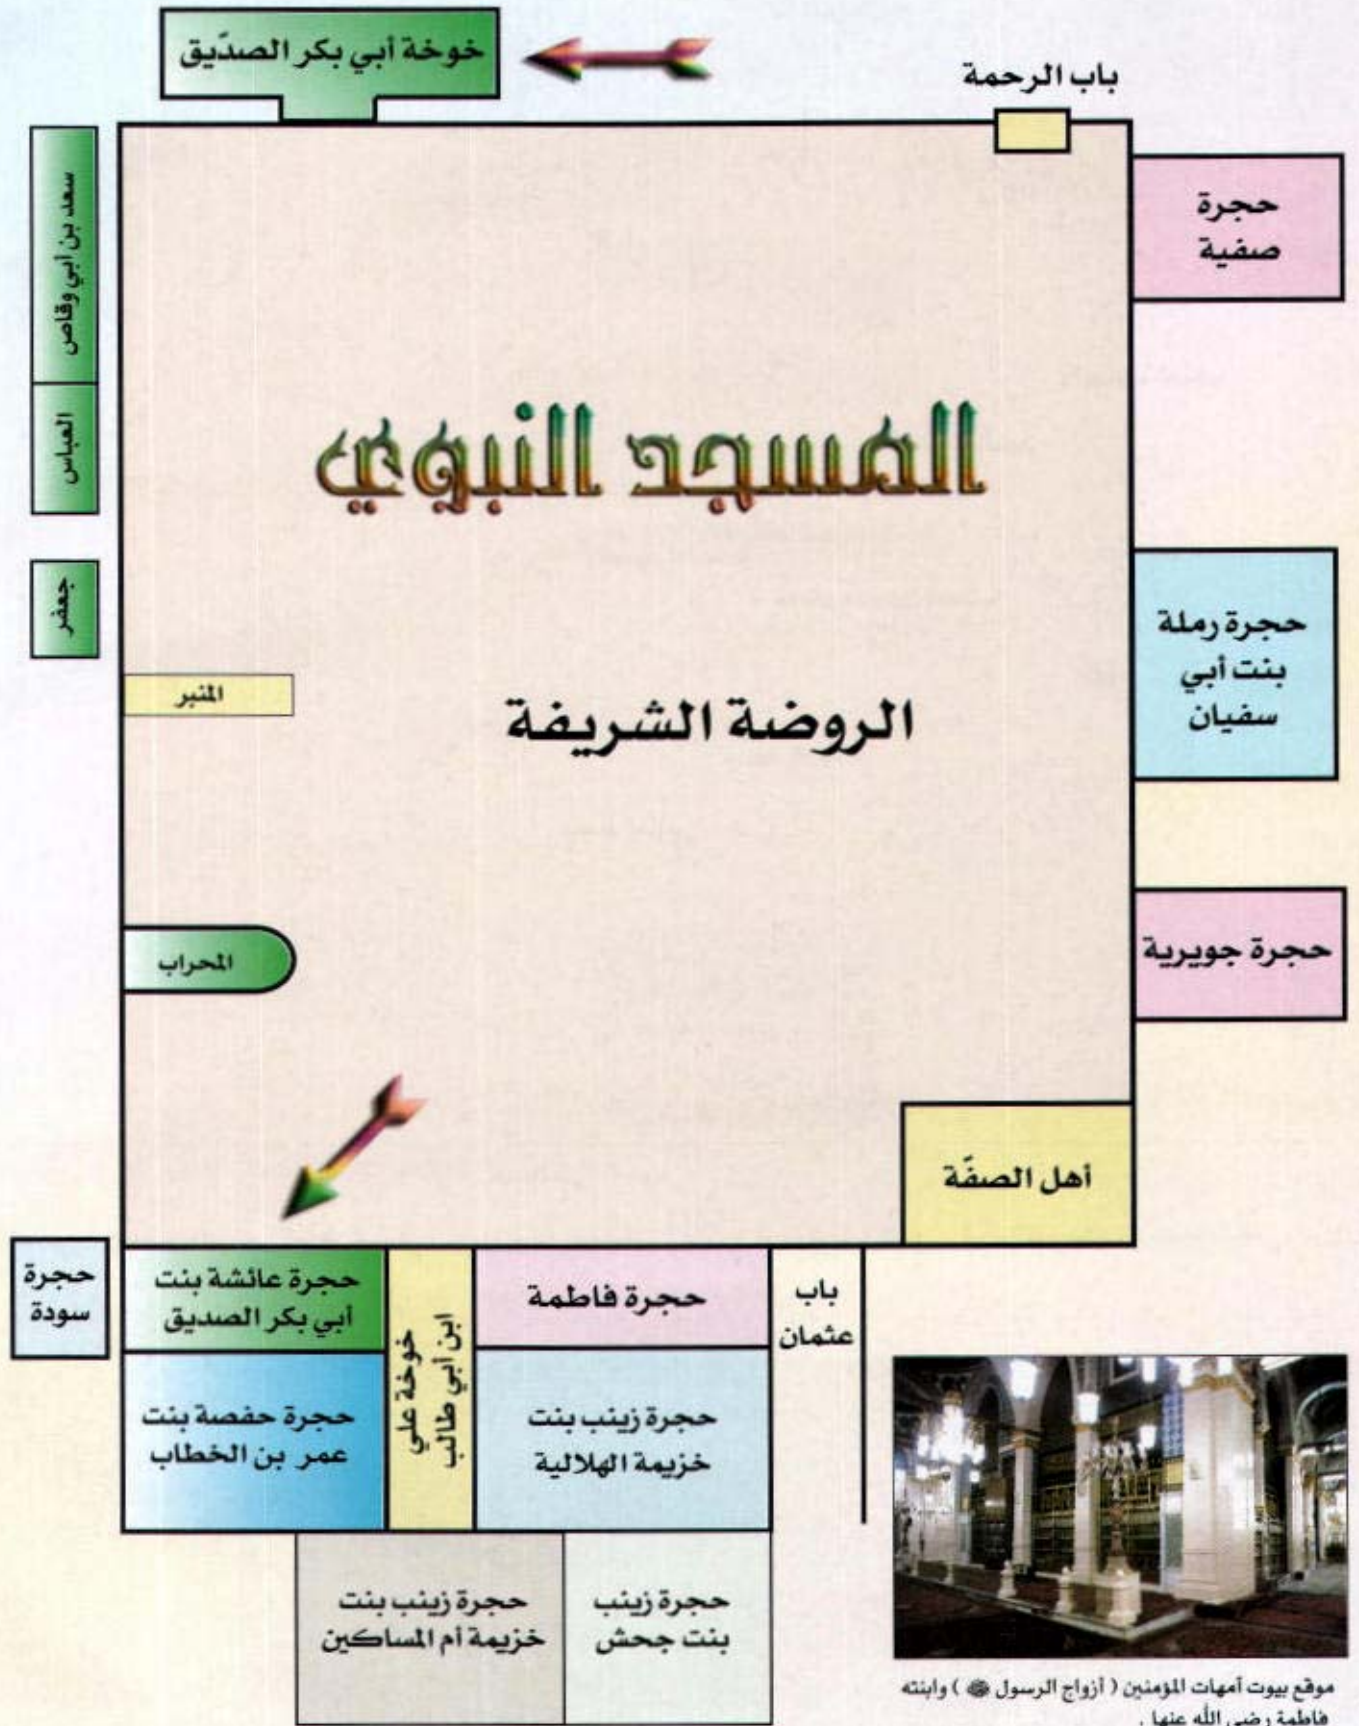 خوخة أبي بكر الصدّيق
باب الرحمة
حجرة
صفية
سعد بن أبي وقاص
العباس
المسجد النبوي
جعفر
حجرة رملة
بنت أبي
سفيان
المنبر
الروضة الشريفة
حجرة جويرية
المحراب
أهل الصفّة
باب
عثمان
حجرة فاطمة
خوخة علي
ابن أبي طالب
حجرة عائشة بنت
أبي بكر الصديق
حجرة
سودة
حجرة زينب بنت
خزيمة الهلالية
حجرة حفصة بنت
عمر بن الخطاب
حجرة زينب
بنت جحش
حجرة زينب بنت
خزيمة أم المساكين
موقع بيوت أمهات المؤمنين ( أزواج الرسول ﷺ ) وابنته
فاطمة رضي الله عنها .